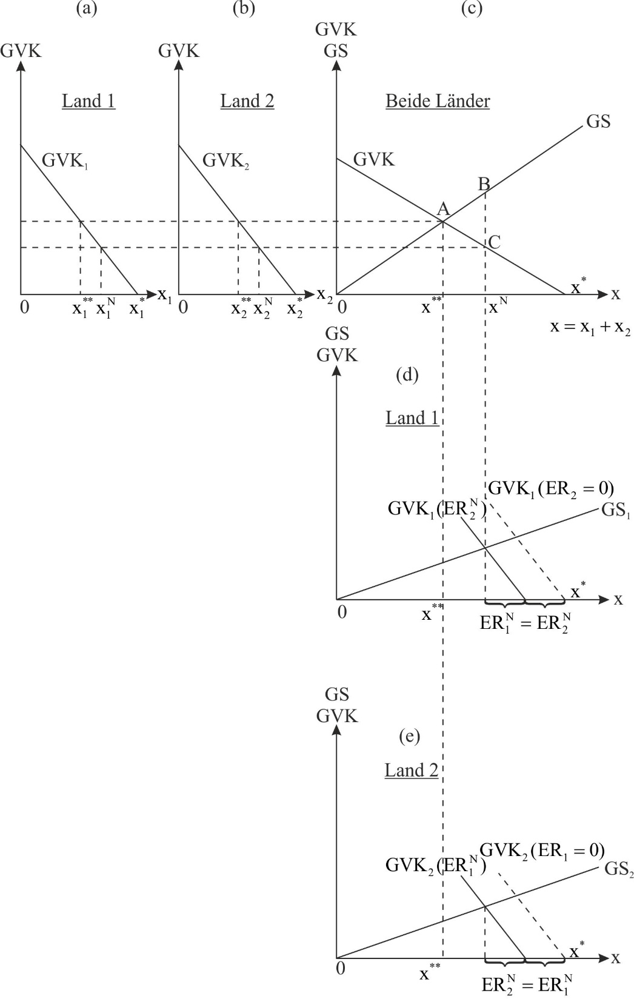 (a) (b) (c)
GVK GVK GVK
GS
Land 1 Land 2 Beide Länder
GS
GVK₁ GVK₂ GVK
B
A
C
x*
0 x₁** x₁ᴺ x₁* x₁ 0 x₂** x₂ᴺ x₂* x₂ 0 x** xᴺ x
x = x₁ + x₂
GS
GVK
(d)
Land 1
GVK₁(ER₂ = 0)
GVK₁(ER₂ᴺ)
GS₁
x*
0 x** x
ER₁ᴺ = ER₂ᴺ
GS
GVK
(e)
Land 2
GVK₂(ER₁ = 0)
GVK₂(ER₁ᴺ)
GS₂
x*
0 x** x
ER₂ᴺ = ER₁ᴺ